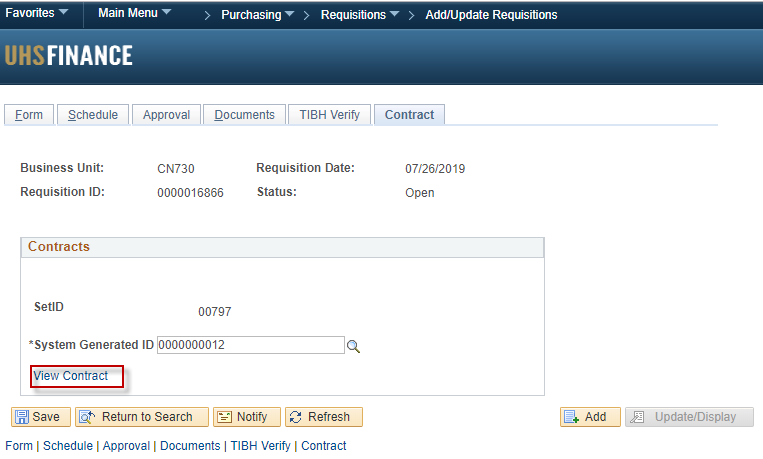 Favorites Main Menu > Purchasing > Requisitions > Add/Update Requisitions
UHSFINANCE
Form Schedule Approval Documents TIBH Verify Contract
Business Unit: CN730 Requisition Date: 07/26/2019
Requisition ID: 0000016866 Status: Open
Contracts
SetID 00797
*System Generated ID 0000000012
View Contract
Save Return to Search Notify Refresh Add Update/Display
Form | Schedule | Approval | Documents | TIBH Verify | Contract